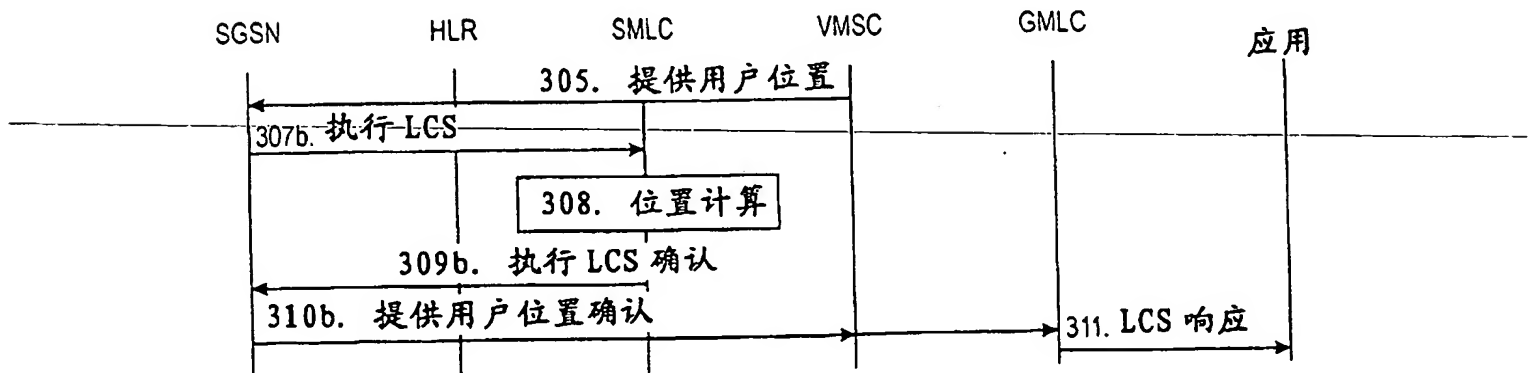 SGSN HLR SMLC VMSC GMLC 应用
305. 提供用户位置
307b. 执行 LCS
308. 位置计算
309b. 执行 LCS 确认
310b. 提供用户位置确认
311. LCS 响应